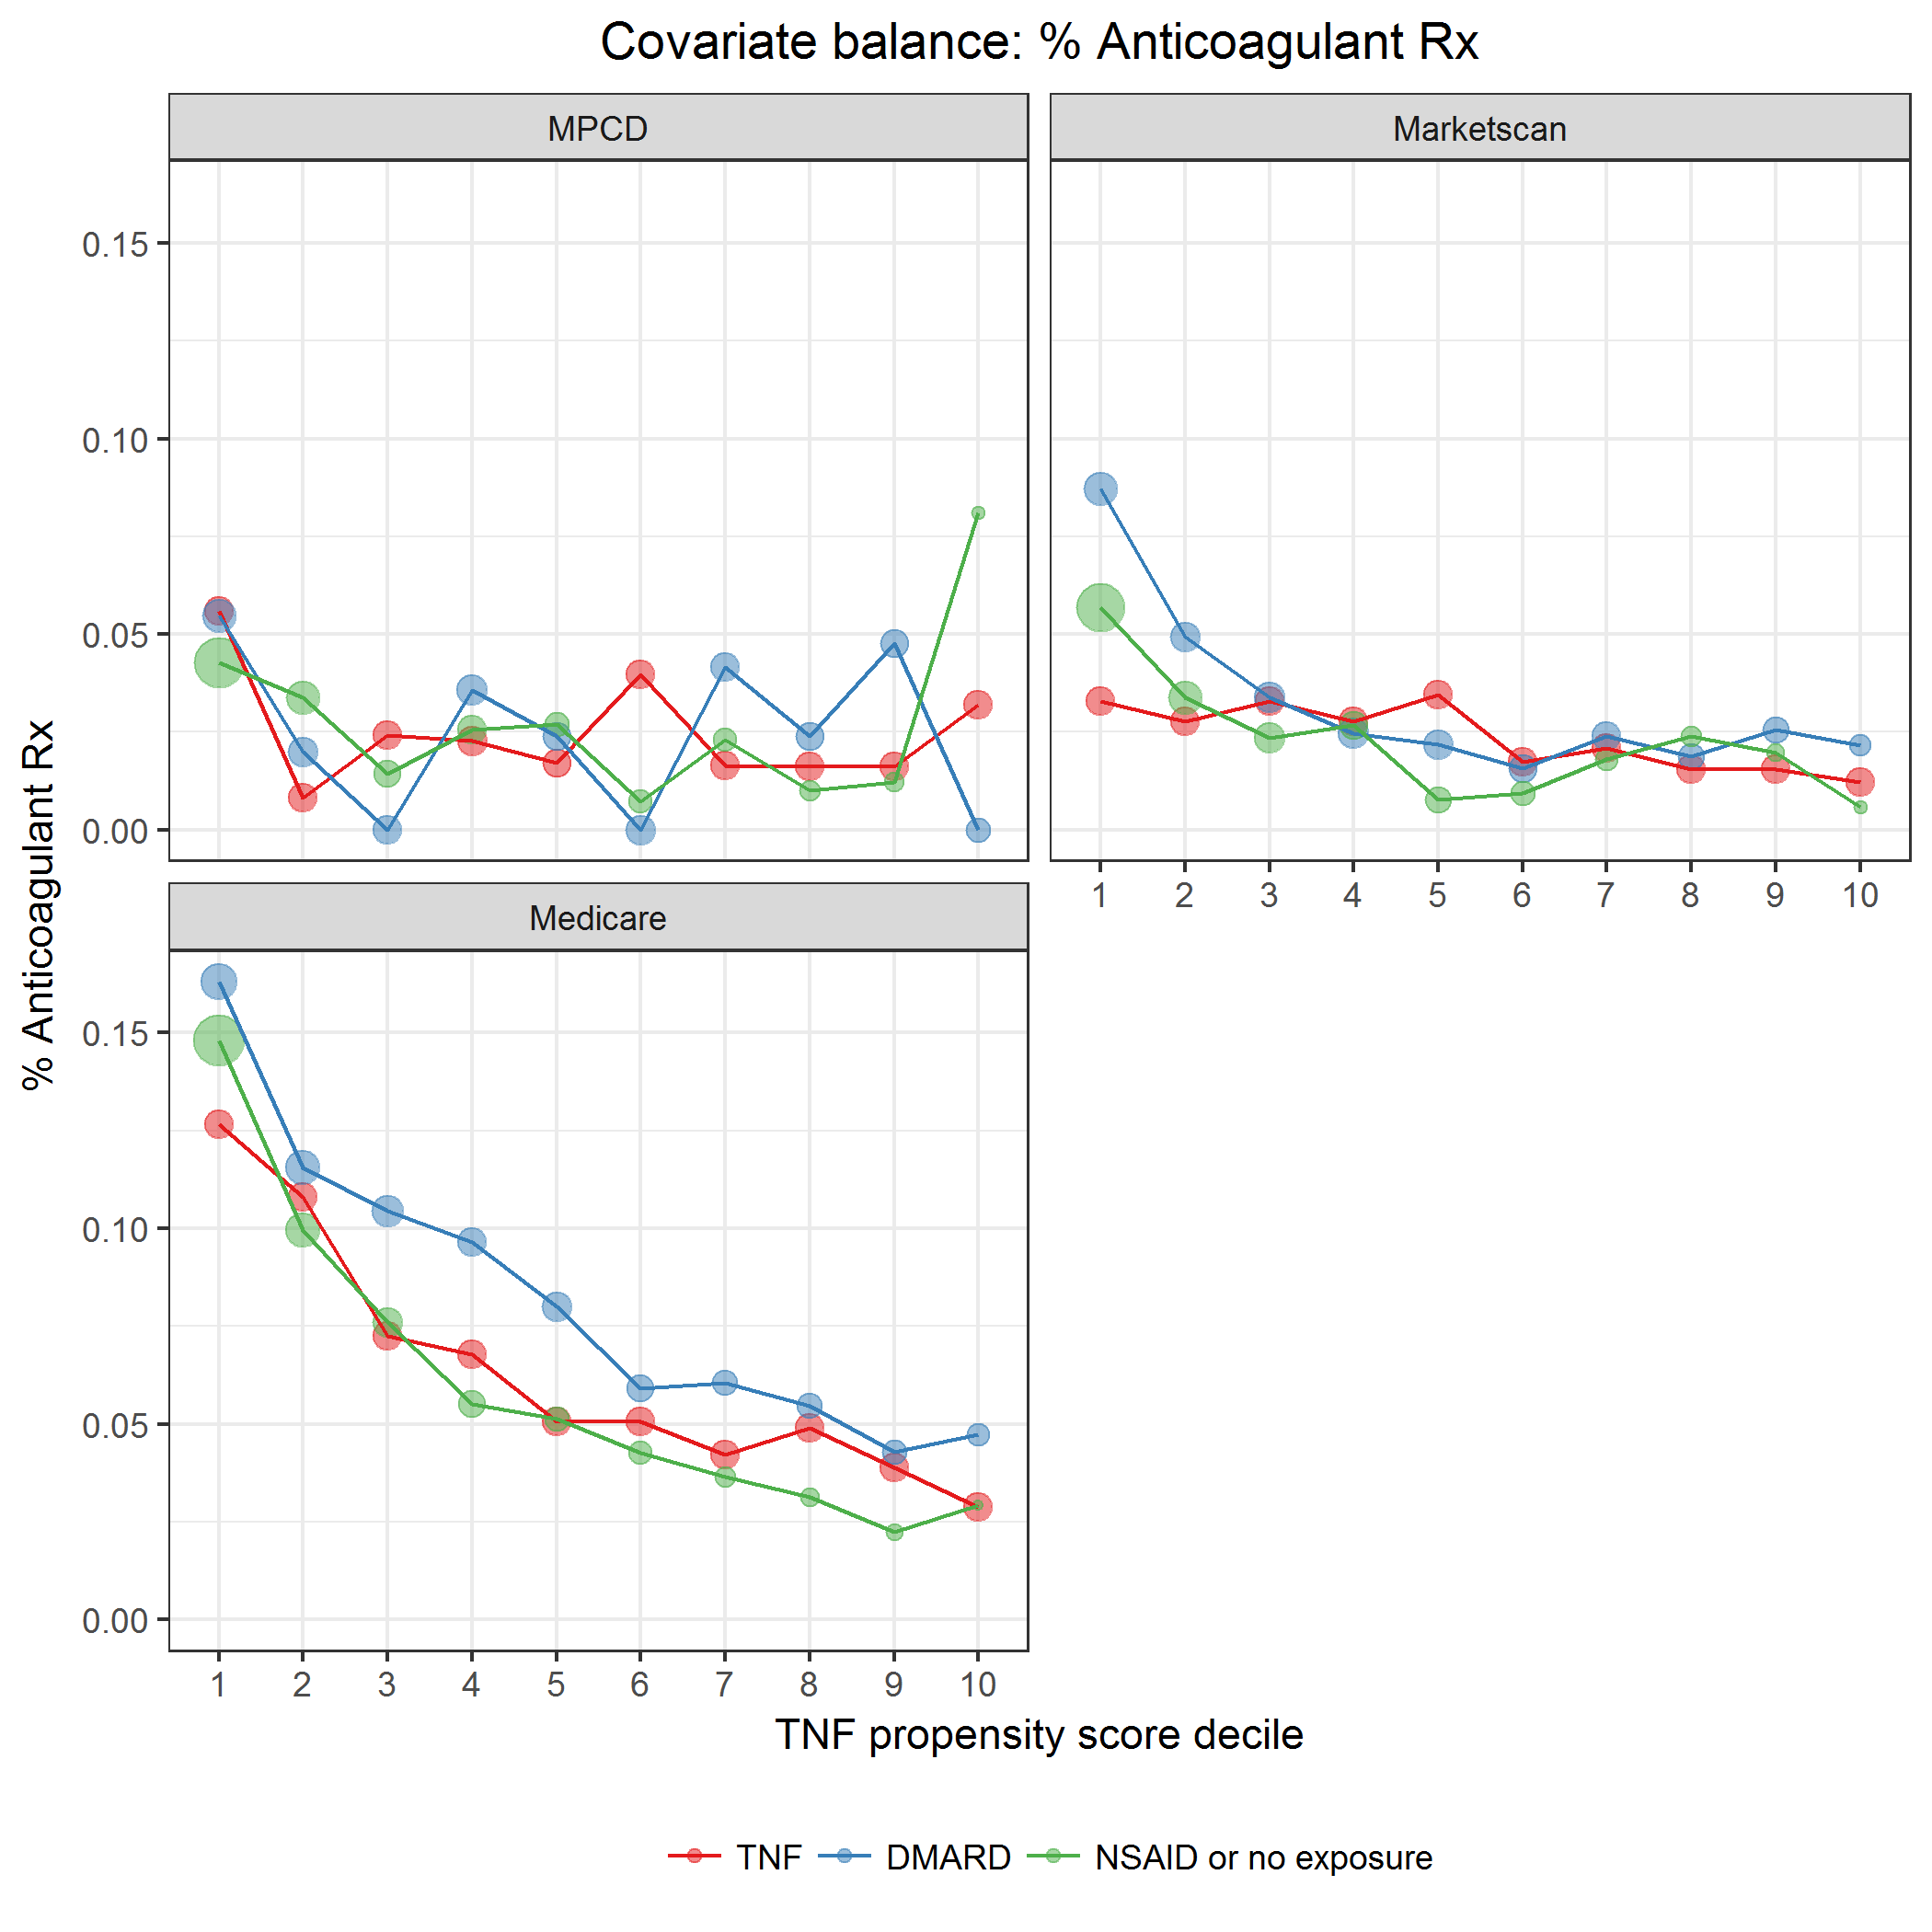 Covariate balance: % Anticoagulant Rx
MPCD
Marketscan
0.15
0.10
0.05
0.00
1 2 3 4 5 6 7 8 9 10
Medicare
0.15
0.10
0.05
0.00
1 2 3 4 5 6 7 8 9 10
% Anticoagulant Rx
TNF propensity score decile
TNF DMARD NSAID or no exposure